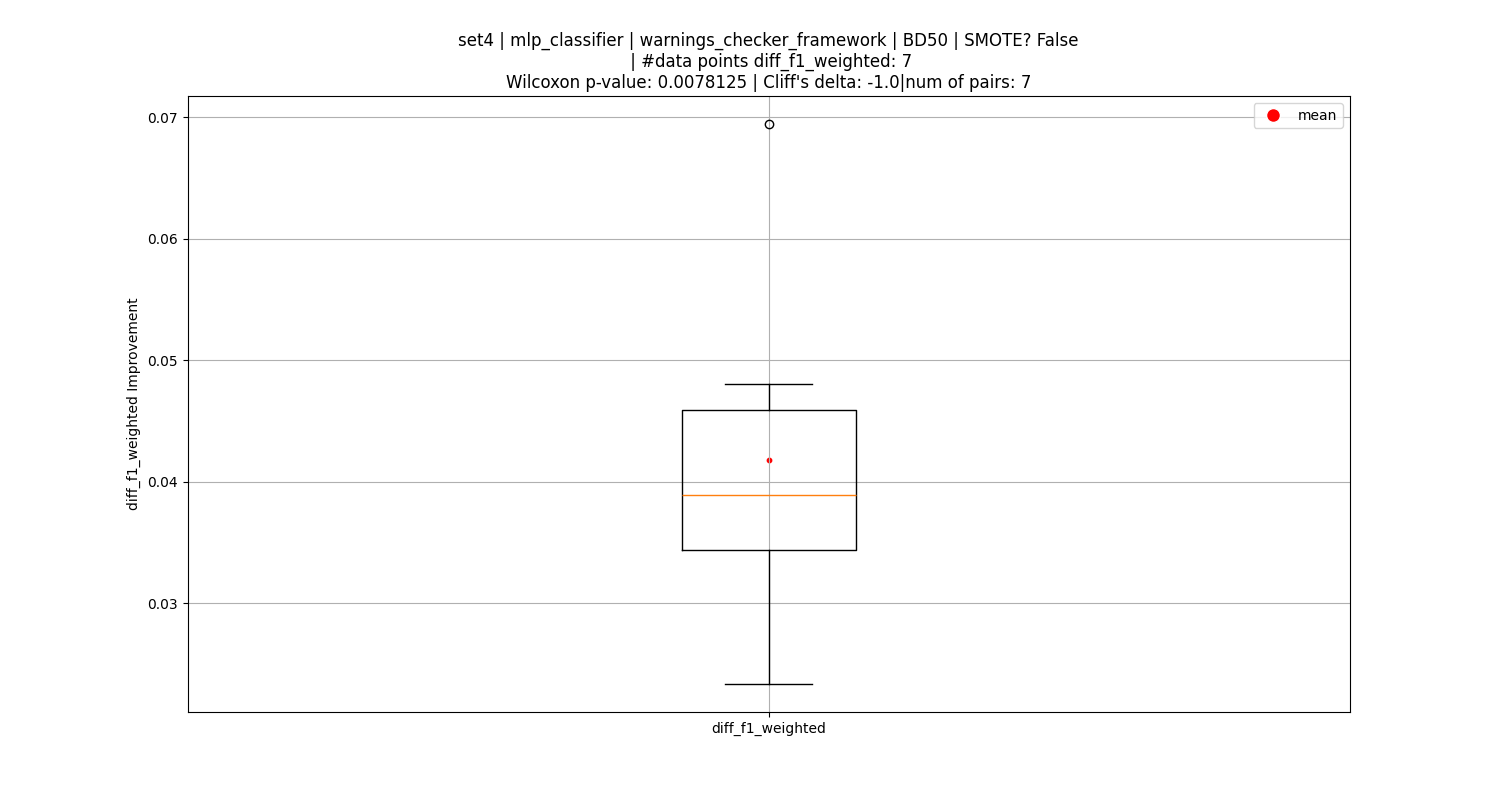 set4 | mlp_classifier | warnings_checker_framework | BD50 | SMOTE? False
| #data points diff_f1_weighted: 7
Wilcoxon p-value: 0.0078125 | Cliff's delta: -1.0|num of pairs: 7
mean
0.07
0.06
0.05
0.04
0.03
diff_f1_weighted Improvement
diff_f1_weighted